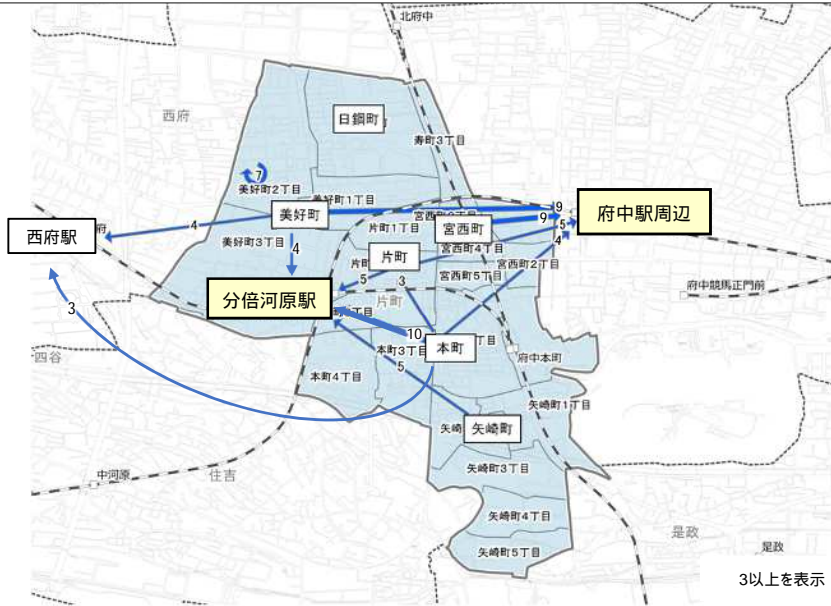 北府中
西府
日鋼町
寿町3丁目
7
美好町2丁目
美好町1丁目
9
府中駅周辺
美好町
宮西町
9
5
片町1丁目
4
西府駅
府
4
美好町3丁目
4
片町
宮西町4丁目
宮西町2丁目
5
3
宮西町5丁目
府中競馬正門前
分倍河原駅
片町
3
10
本町
丁目
四谷
本町3丁目
府中本町
本町4丁目
5
矢崎町1丁目
矢崎
矢崎町
中河原
住吉
矢崎町3丁目
矢崎町4丁目
是政
矢崎町5丁目
是政
3以上を表示